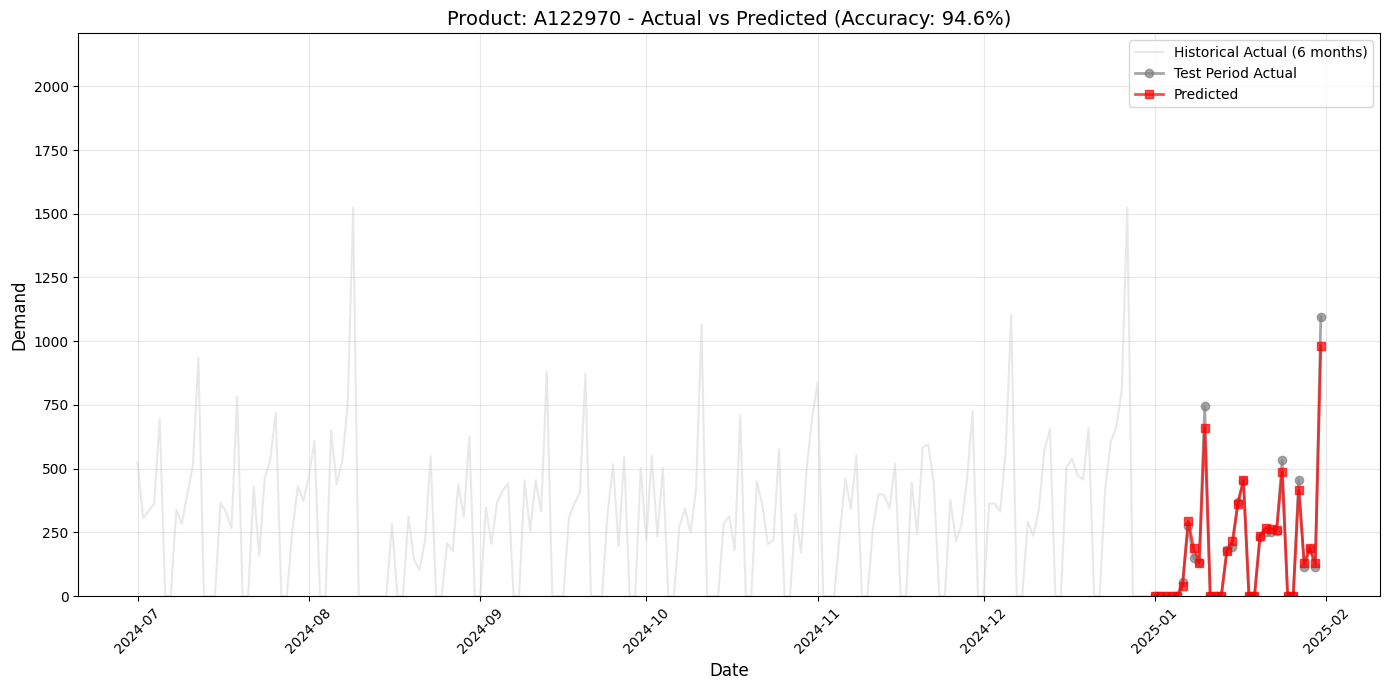 Product: A122970 - Actual vs Predicted (Accuracy: 94.6%)
Historical Actual (6 months)
Test Period Actual
Predicted
2000
1750
1500
1250
1000
750
500
250
0
Demand
2024-07
2024-08
2024-09
2024-10
2024-11
2024-12
2025-01
2025-02
Date